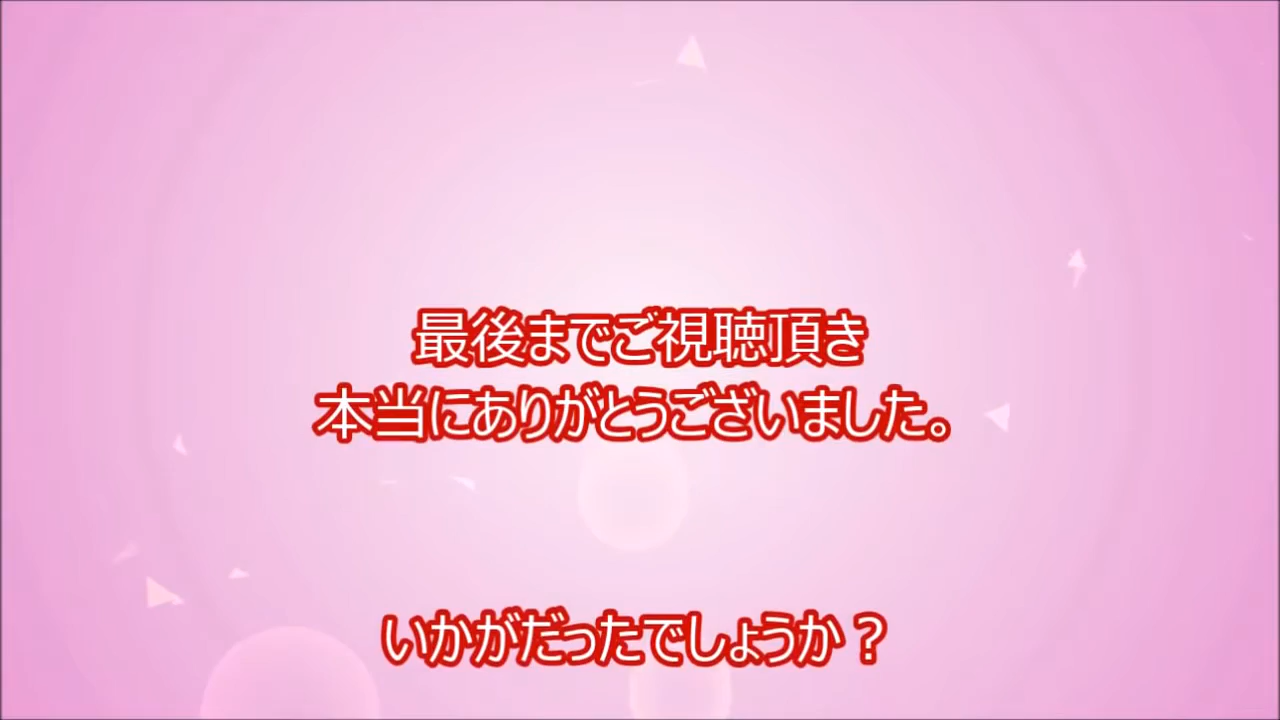 最後までご視聴頂き
本当にありがとうございました。
いかがだったでしょうか？